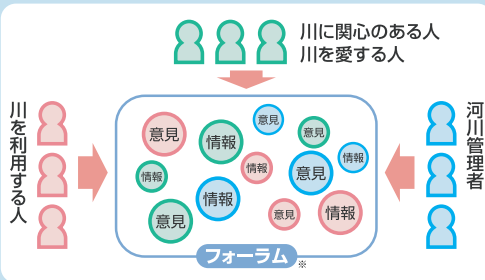 川に関心のある人
川を愛する人
川を利用する人
河川管理者
意見
情報
意見
意見
情報
情報
意見
情報
情報
意見
意見
情報
フォーラム
※